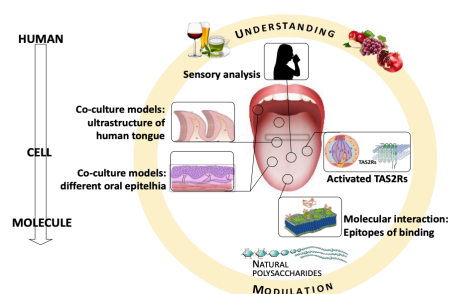 HUMAN
UNDERSTANDING
Sensory analysis
Co-culture models:
ultrastructure of
human tongue
CELL
Co-culture models:
different oral epitelhia
TAS2Rs
Activated TAS2Rs
MOLECULE
Molecular interaction:
Epitopes of binding
NATURAL
POLYSACCHARIDES
MODULATION